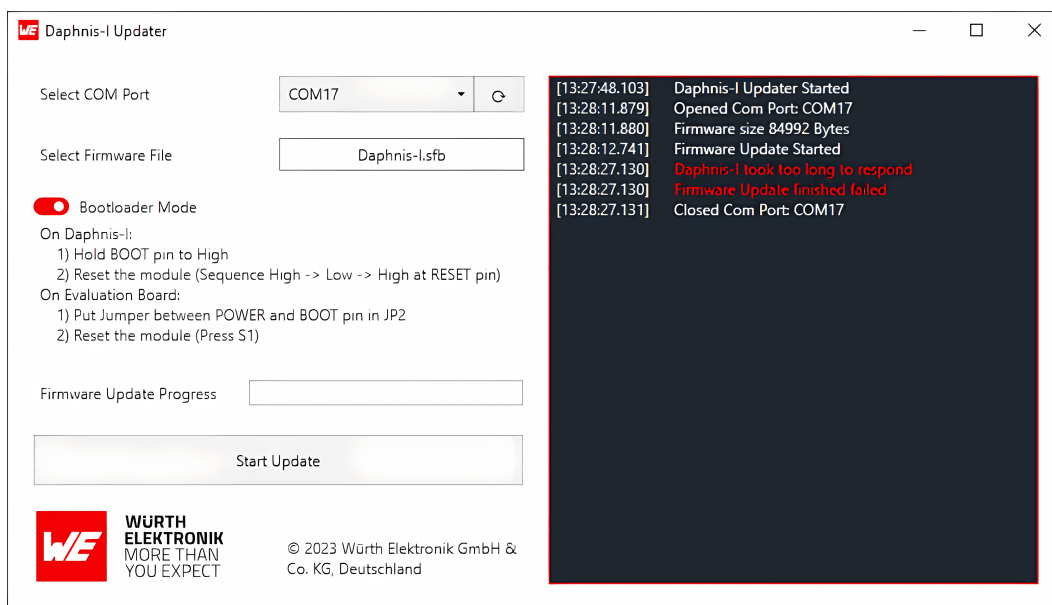 Daphnis-I Updater
Select COM Port
COM17
Select Firmware File
Daphnis-I.sfb
Bootloader Mode
On Daphnis-I:
1) Hold BOOT pin to High
2) Reset the module (Sequence High -> Low -> High at RESET pin)
On Evaluation Board:
1) Put Jumper between POWER and BOOT pin in JP2
2) Reset the module (Press S1)
Firmware Update Progress
Start Update
WE
WÜRTH
ELEKTRONIK
MORE THAN
YOU EXPECT
© 2023 Würth Elektronik GmbH &
Co. KG, Deutschland
[13:27:48.103] Daphnis-I Updater Started
[13:28:11.879] Opened Com Port: COM17
[13:28:11.880] Firmware size 84992 Bytes
[13:28:12.741] Firmware Update Started
[13:28:27.130] Daphnis-I took too long to respond
[13:28:27.130] Firmware Update finished failed
[13:28:27.131] Closed Com Port: COM17